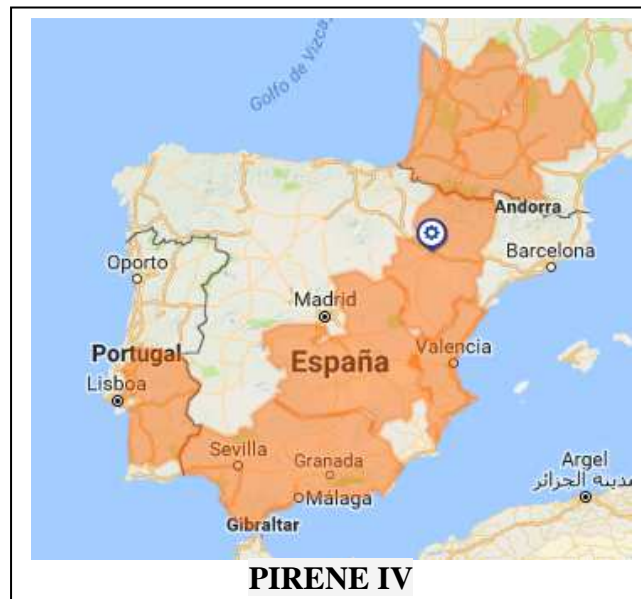 Golfo de Vizca
Andorra
Oporto
Barcelona
Madrid
Portugal
España
Valencia
Lisboa
Sevilla
Granada
Argel
مدينة الجزائر
Málaga
Gibraltar
PIRENE IV